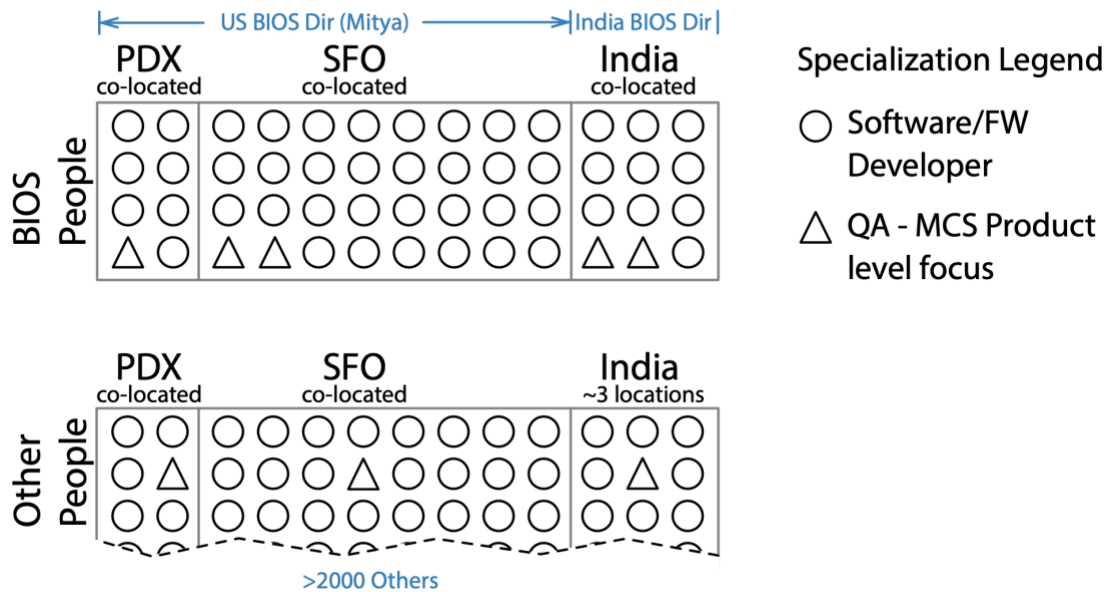 US BIOS Dir (Mitya)
India BIOS Dir
PDX
co-located
SFO
co-located
India
co-located
BIOS
People
Specialization Legend
Software/FW
Developer
QA - MCS Product
level focus
PDX
co-located
SFO
co-located
India
~3 locations
Other
People
>2000 Others